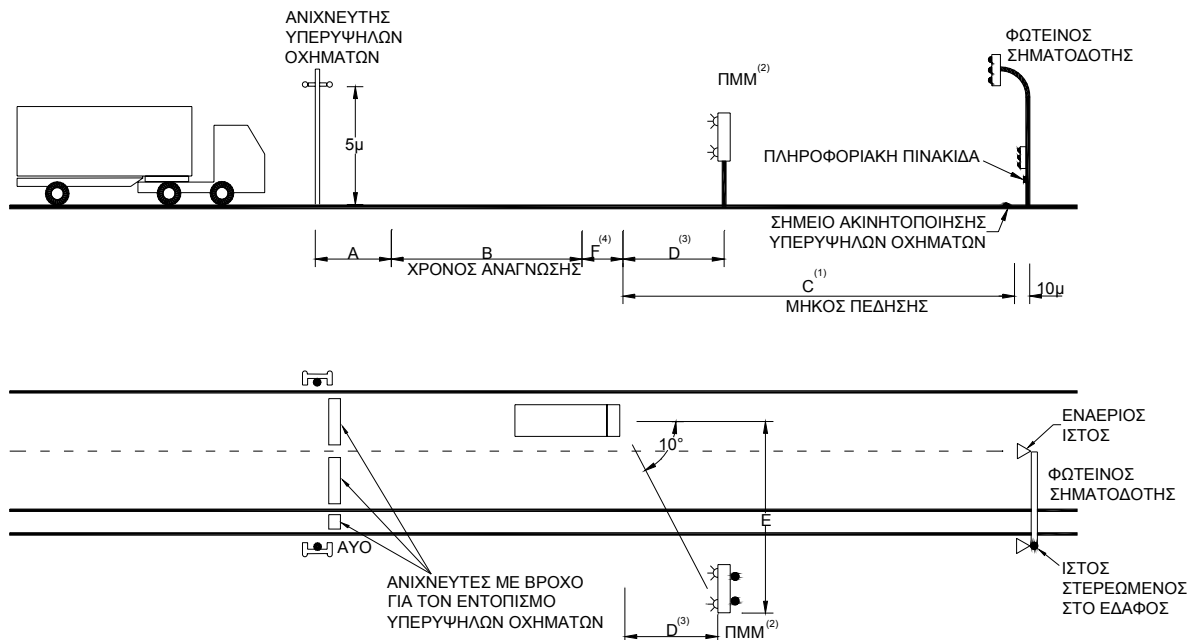 ΑΝΙΧΝΕΥΤΗΣ
ΥΠΕΡΥΨΗΛΩΝ
ΟΧΗΜΑΤΩΝ
5μ
ΠΜΜ(2)
ΦΩΤΕΙΝΟΣ
ΣΗΜΑΤΟΔΟΤΗΣ
ΠΛΗΡΟΦΟΡΙΑΚΗ ΠΙΝΑΚΙΔΑ
ΣΗΜΕΙΟ ΑΚΙΝΗΤΟΠΟΙΗΣΗΣ
ΥΠΕΡΥΨΗΛΩΝ ΟΧΗΜΑΤΩΝ
A
B
F(4)
D(3)
ΧΡΟΝΟΣ ΑΝΑΓΝΩΣΗΣ
C(1)
10μ
ΜΗΚΟΣ ΠΕΔΗΣΗΣ
10°
E
ΕΝΑΕΡΙΟΣ
ΙΣΤΟΣ
ΦΩΤΕΙΝΟΣ
ΣΗΜΑΤΟΔΟΤΗΣ
ΑΥΟ
ΑΝΙΧΝΕΥΤΕΣ ΜΕ ΒΡΟΧΟ
ΓΙΑ ΤΟΝ ΕΝΤΟΠΙΣΜΟ
ΥΠΕΡΥΨΗΛΩΝ ΟΧΗΜΑΤΩΝ
D(3)
ΠΜΜ(2)
ΙΣΤΟΣ
ΣΤΕΡΕΩΜΕΝΟΣ
ΣΤΟ ΕΔΑΦΟΣ